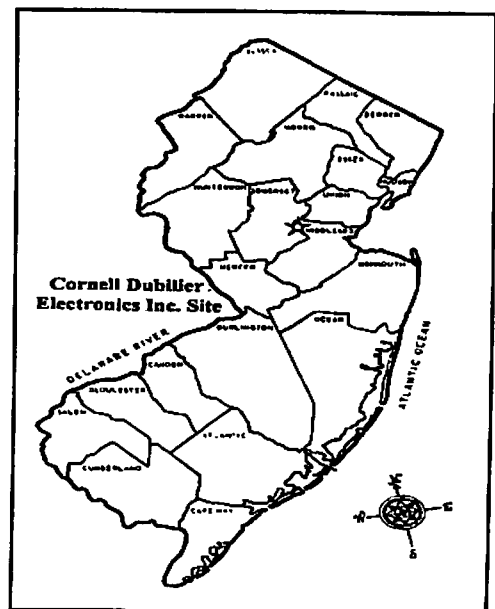 SUSSEX
PASSAIC
BERGEN
WARREN
MORRIS
ESSEX
HUNTERDON
SOMERSET
UNION
MIDDLESEX
MERCER
MONMOUTH
Cornell Dubilier
Electronics Inc. Site
BURLINGTON
OCEAN
DELAWARE RIVER
CAMDEN
ATLANTIC OCEAN
GLOUCESTER
SALEM
ATLANTIC
CUMBERLAND
CAPE MAY
N
W
E
S